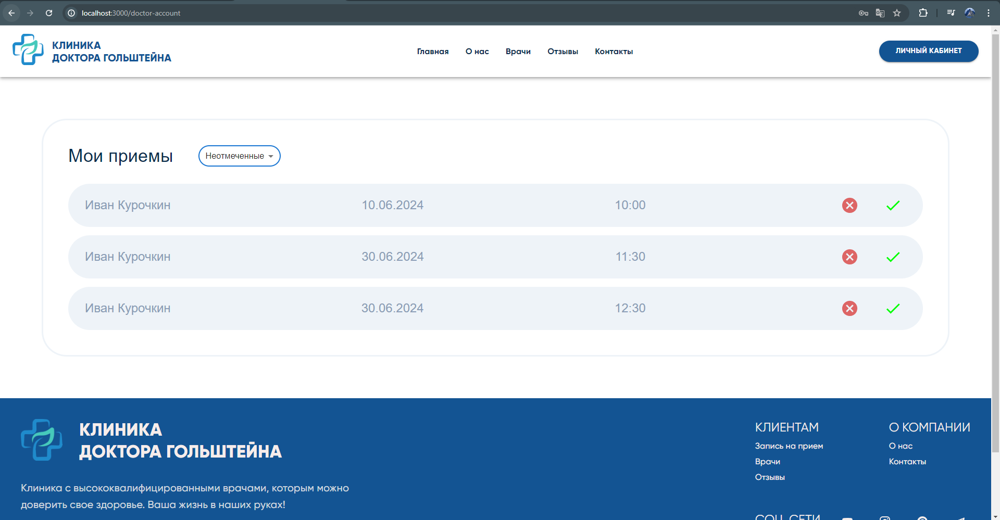 localhost:3000/doctor-account
КЛИНИКА
ДОКТОРА ГОЛЬШТЕЙНА
Главная
О нас
Врачи
Отзывы
Контакты
ЛИЧНЫЙ КАБИНЕТ
Мои приемы
Неотмеченные
Иван Курочкин 10.06.2024 10:00
Иван Курочкин 30.06.2024 11:30
Иван Курочкин 30.06.2024 12:30
КЛИНИКА
ДОКТОРА ГОЛЬШТЕЙНА
Клиника с высококвалифицированными врачами, которым можно
доверить свое здоровье. Ваша жизнь в наших руках!
КЛИЕНТАМ
Запись на прием
Врачи
Отзывы
О КОМПАНИИ
О нас
Контакты
СОЦ. СЕТИ